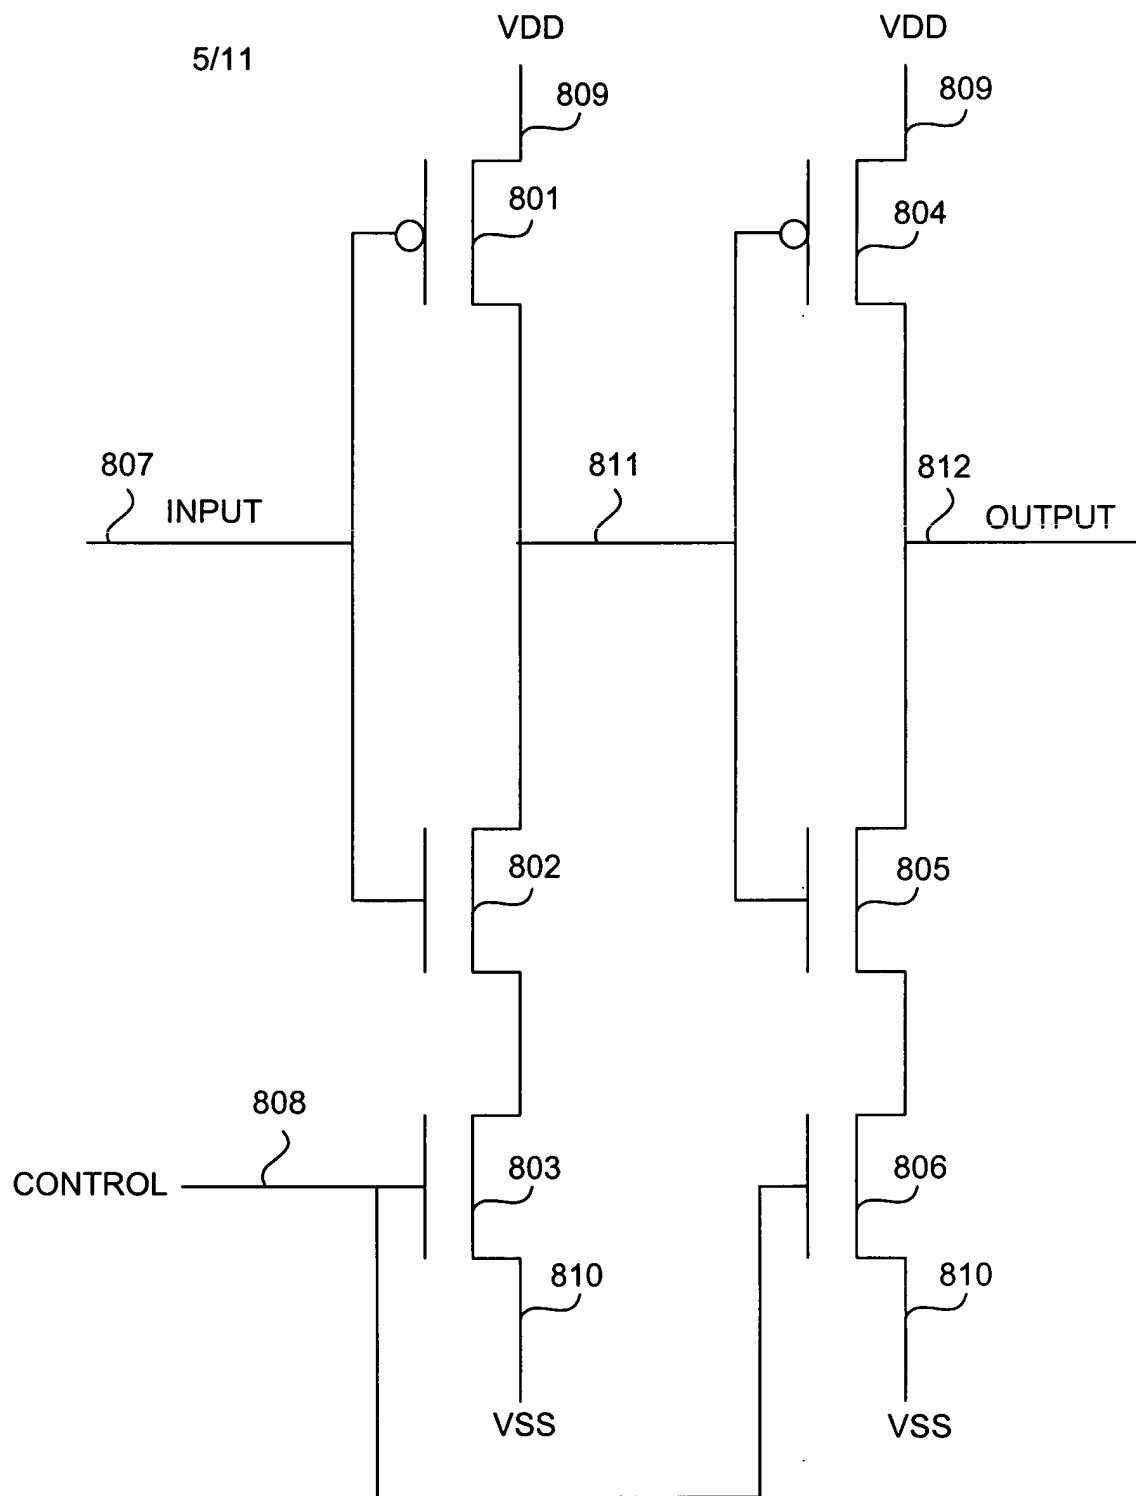 5/11
VDD
VDD
809
809
801
804
807
INPUT
811
812
OUTPUT
802
805
808
CONTROL
803
806
810
810
VSS
VSS